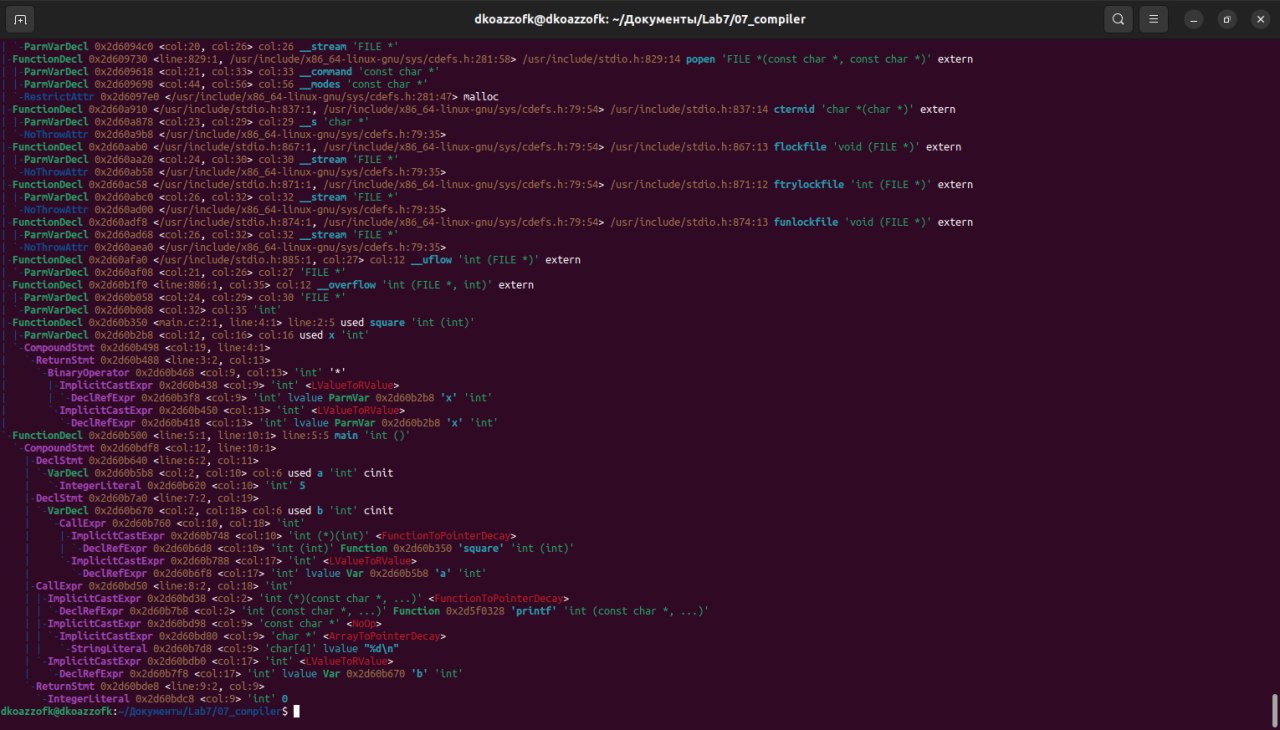 dkoazzofk@dkoazzofk: ~/Документы/Lab7/07_compiler
| `-ParmVarDecl 0x2d6094c0 <col:20, col:26> col:26 __stream 'FILE *'
|-FunctionDecl 0x2d609730 <line:829:1, /usr/include/x86_64-linux-gnu/sys/cdefs.h:281:58> /usr/include/stdio.h:829:14 popen 'FILE *(const char *, const char *)' extern
| |-ParmVarDecl 0x2d609618 <col:21, col:33> col:33 __command 'const char *'
| |-ParmVarDecl 0x2d609698 <col:44, col:56> col:56 __modes 'const char *'
| `-RestrictAttr 0x2d6097e0 </usr/include/x86_64-linux-gnu/sys/cdefs.h:281:47> malloc
|-FunctionDecl 0x2d60a910 </usr/include/stdio.h:837:1, /usr/include/x86_64-linux-gnu/sys/cdefs.h:79:54> /usr/include/stdio.h:837:14 ctermid 'char *(char *)' extern
| |-ParmVarDecl 0x2d60a878 <col:23, col:29> col:29 __s 'char *'
| `-NoThrowAttr 0x2d60a9b8 </usr/include/x86_64-linux-gnu/sys/cdefs.h:79:35>
|-FunctionDecl 0x2d60aab0 </usr/include/stdio.h:867:1, /usr/include/x86_64-linux-gnu/sys/cdefs.h:79:54> /usr/include/stdio.h:867:13 flockfile 'void (FILE *)' extern
| |-ParmVarDecl 0x2d60aa20 <col:24, col:30> col:30 __stream 'FILE *'
| `-NoThrowAttr 0x2d60ab58 </usr/include/x86_64-linux-gnu/sys/cdefs.h:79:35>
|-FunctionDecl 0x2d60ac58 </usr/include/stdio.h:871:1, /usr/include/x86_64-linux-gnu/sys/cdefs.h:79:54> /usr/include/stdio.h:871:12 ftrylockfile 'int (FILE *)' extern
| |-ParmVarDecl 0x2d60abc0 <col:26, col:32> col:32 __stream 'FILE *'
| `-NoThrowAttr 0x2d60ad00 </usr/include/x86_64-linux-gnu/sys/cdefs.h:79:35>
|-FunctionDecl 0x2d60adf8 </usr/include/stdio.h:874:1, /usr/include/x86_64-linux-gnu/sys/cdefs.h:79:54> /usr/include/stdio.h:874:13 funlockfile 'void (FILE *)' extern
| |-ParmVarDecl 0x2d60ad68 <col:26, col:32> col:32 __stream 'FILE *'
| `-NoThrowAttr 0x2d60aea0 </usr/include/x86_64-linux-gnu/sys/cdefs.h:79:35>
|-FunctionDecl 0x2d60afa0 </usr/include/stdio.h:885:1, col:27> col:12 __uflow 'int (FILE *)' extern
| `-ParmVarDecl 0x2d60af08 <col:21, col:26> col:27 'FILE *'
|-FunctionDecl 0x2d60b1f0 <line:886:1, col:35> col:12 __overflow 'int (FILE *, int)' extern
| |-ParmVarDecl 0x2d60b058 <col:24, col:29> col:30 'FILE *'
| `-ParmVarDecl 0x2d60b0d8 <col:32> col:35 'int'
|-FunctionDecl 0x2d60b350 <main.c:2:1, line:4:1> line:2:5 used square 'int (int)'
| |-ParmVarDecl 0x2d60b2b8 <col:12, col:16> col:16 used x 'int'
| `-CompoundStmt 0x2d60b498 <col:19, line:4:1>
|   `-ReturnStmt 0x2d60b488 <line:3:2, col:13>
|     `-BinaryOperator 0x2d60b468 <col:9, col:13> 'int' '*'
|       |-ImplicitCastExpr 0x2d60b438 <col:9> 'int' <LValueToRValue>
|       | `-DeclRefExpr 0x2d60b3f8 <col:9> 'int' lvalue ParmVar 0x2d60b2b8 'x' 'int'
|       `-ImplicitCastExpr 0x2d60b450 <col:13> 'int' <LValueToRValue>
|         `-DeclRefExpr 0x2d60b418 <col:13> 'int' lvalue ParmVar 0x2d60b2b8 'x' 'int'
`-FunctionDecl 0x2d60b500 <line:5:1, line:10:1> line:5:5 main 'int ()'
  `-CompoundStmt 0x2d60bdf8 <col:12, line:10:1>
    |-DeclStmt 0x2d60b640 <line:6:2, col:11>
    | `-VarDecl 0x2d60b5b8 <col:2, col:10> col:6 used a 'int' cinit
    |   `-IntegerLiteral 0x2d60b620 <col:10> 'int' 5
    |-DeclStmt 0x2d60b7a0 <line:7:2, col:19>
    | `-VarDecl 0x2d60b670 <col:2, col:18> col:6 used b 'int' cinit
    |   `-CallExpr 0x2d60b760 <col:10, col:18> 'int'
    |     |-ImplicitCastExpr 0x2d60b748 <col:10> 'int (*)(int)' <FunctionToPointerDecay>
    |     | `-DeclRefExpr 0x2d60b6d8 <col:10> 'int (int)' Function 0x2d60b350 'square' 'int (int)'
    |     `-ImplicitCastExpr 0x2d60b788 <col:17> 'int' <LValueToRValue>
    |       `-DeclRefExpr 0x2d60b6f8 <col:17> 'int' lvalue Var 0x2d60b5b8 'a' 'int'
    |-CallExpr 0x2d60bd50 <line:8:2, col:18> 'int'
    | |-ImplicitCastExpr 0x2d60bd38 <col:2> 'int (*)(const char *, ...)' <FunctionToPointerDecay>
    | | `-DeclRefExpr 0x2d60b7b8 <col:2> 'int (const char *, ...)' Function 0x2d5f0328 'printf' 'int (const char *, ...)'
    | |-ImplicitCastExpr 0x2d60bd98 <col:9> 'const char *' <NoOp>
    | | `-ImplicitCastExpr 0x2d60bd80 <col:9> 'char *' <ArrayToPointerDecay>
    | |   `-StringLiteral 0x2d60b7d8 <col:9> 'char[4]' lvalue "%d\n"
    | `-ImplicitCastExpr 0x2d60bdb0 <col:17> 'int' <LValueToRValue>
    |   `-DeclRefExpr 0x2d60b7f8 <col:17> 'int' lvalue Var 0x2d60b670 'b' 'int'
    `-ReturnStmt 0x2d60bde8 <line:9:2, col:9>
      `-IntegerLiteral 0x2d60bdc8 <col:9> 'int' 0
dkoazzofk@dkoazzofk:~/Документы/Lab7/07_compiler$